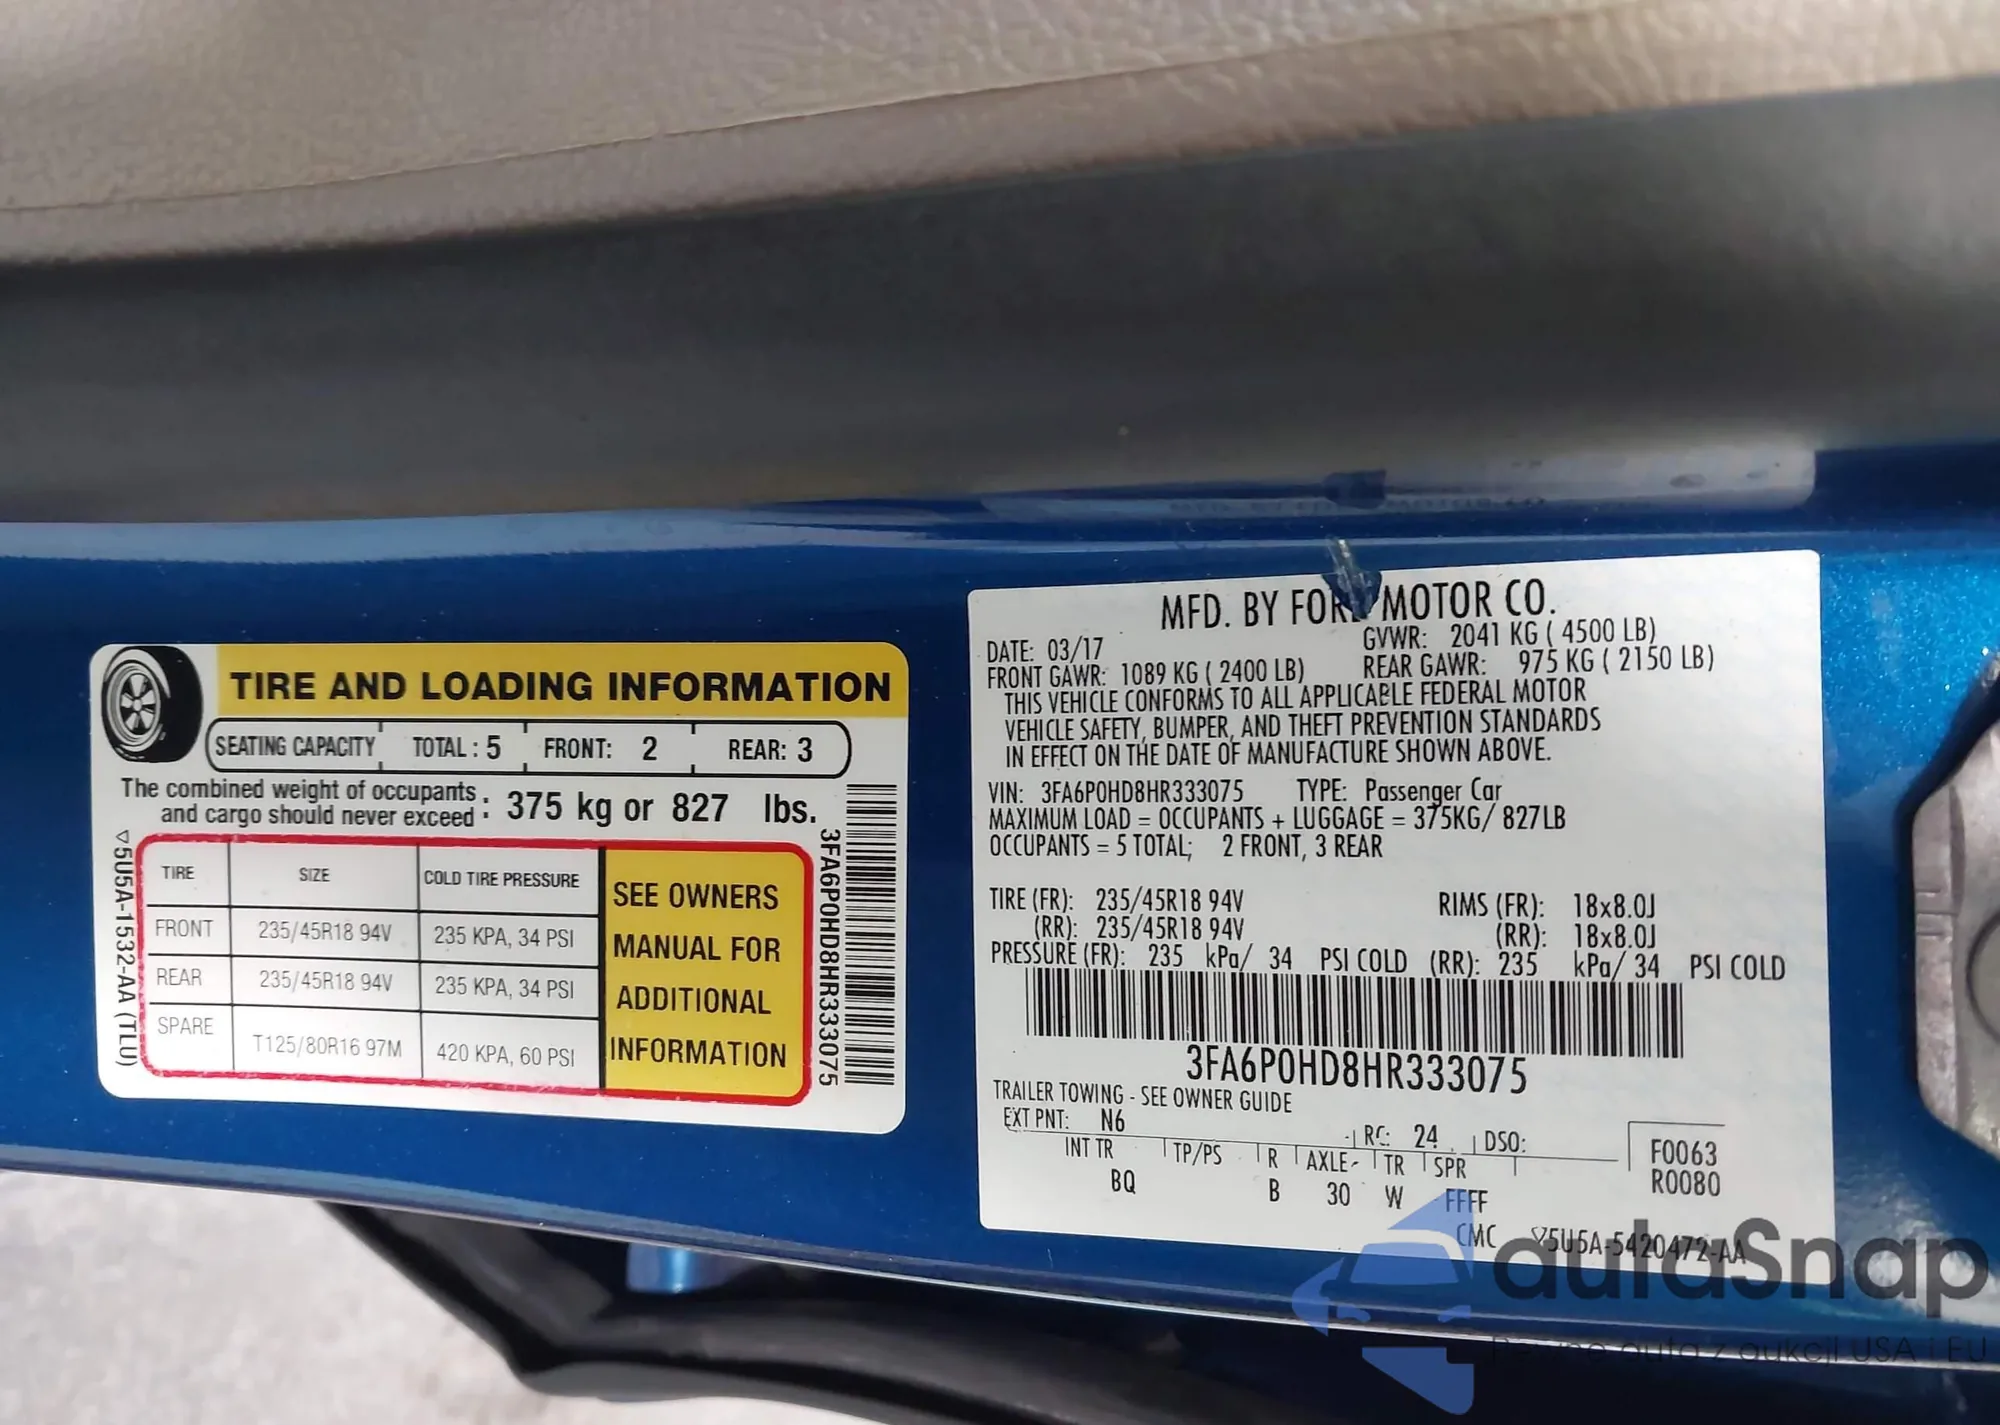 TIRE AND LOADING INFORMATION
SEATING CAPACITY TOTAL : 5 FRONT: 2 REAR: 3
The combined weight of occupants
and cargo should never exceed : 375 kg or 827 lbs.
TIRE SIZE COLD TIRE PRESSURE
FRONT 235/45R18 94V 235 KPA, 34 PSI
REAR 235/45R18 94V 235 KPA, 34 PSI
SPARE T125/80R16 97M 420 KPA, 60 PSI
SEE OWNERS
MANUAL FOR
ADDITIONAL
INFORMATION
5U5A-1532-AA (TLU)
3FA6P0HD8HR333075
MFD. BY FORD MOTOR CO.
DATE: 03/17 GVWR: 2041 KG ( 4500 LB)
FRONT GAWR: 1089 KG ( 2400 LB) REAR GAWR: 975 KG ( 2150 LB)
THIS VEHICLE CONFORMS TO ALL APPLICABLE FEDERAL MOTOR
VEHICLE SAFETY, BUMPER, AND THEFT PREVENTION STANDARDS
IN EFFECT ON THE DATE OF MANUFACTURE SHOWN ABOVE.
VIN: 3FA6P0HD8HR333075 TYPE: Passenger Car
MAXIMUM LOAD = OCCUPANTS + LUGGAGE = 375KG/ 827LB
OCCUPANTS = 5 TOTAL; 2 FRONT, 3 REAR
TIRE (FR): 235/45R18 94V RIMS (FR): 18x8.0J
(RR): 235/45R18 94V (RR): 18x8.0J
PRESSURE (FR): 235 kPa/ 34 PSI COLD (RR): 235 kPa/ 34 PSI COLD
3FA6P0HD8HR333075
TRAILER TOWING - SEE OWNER GUIDE
EXT PNT: N6 RC: 24 DSO: F0063
R0080
INT TR TP/PS R AXLE TR SPR
BQ B 30 W FFFF
CMC 5U5A-5420472-AA
autaSnap
Pewne auta z aukcji USA i EU